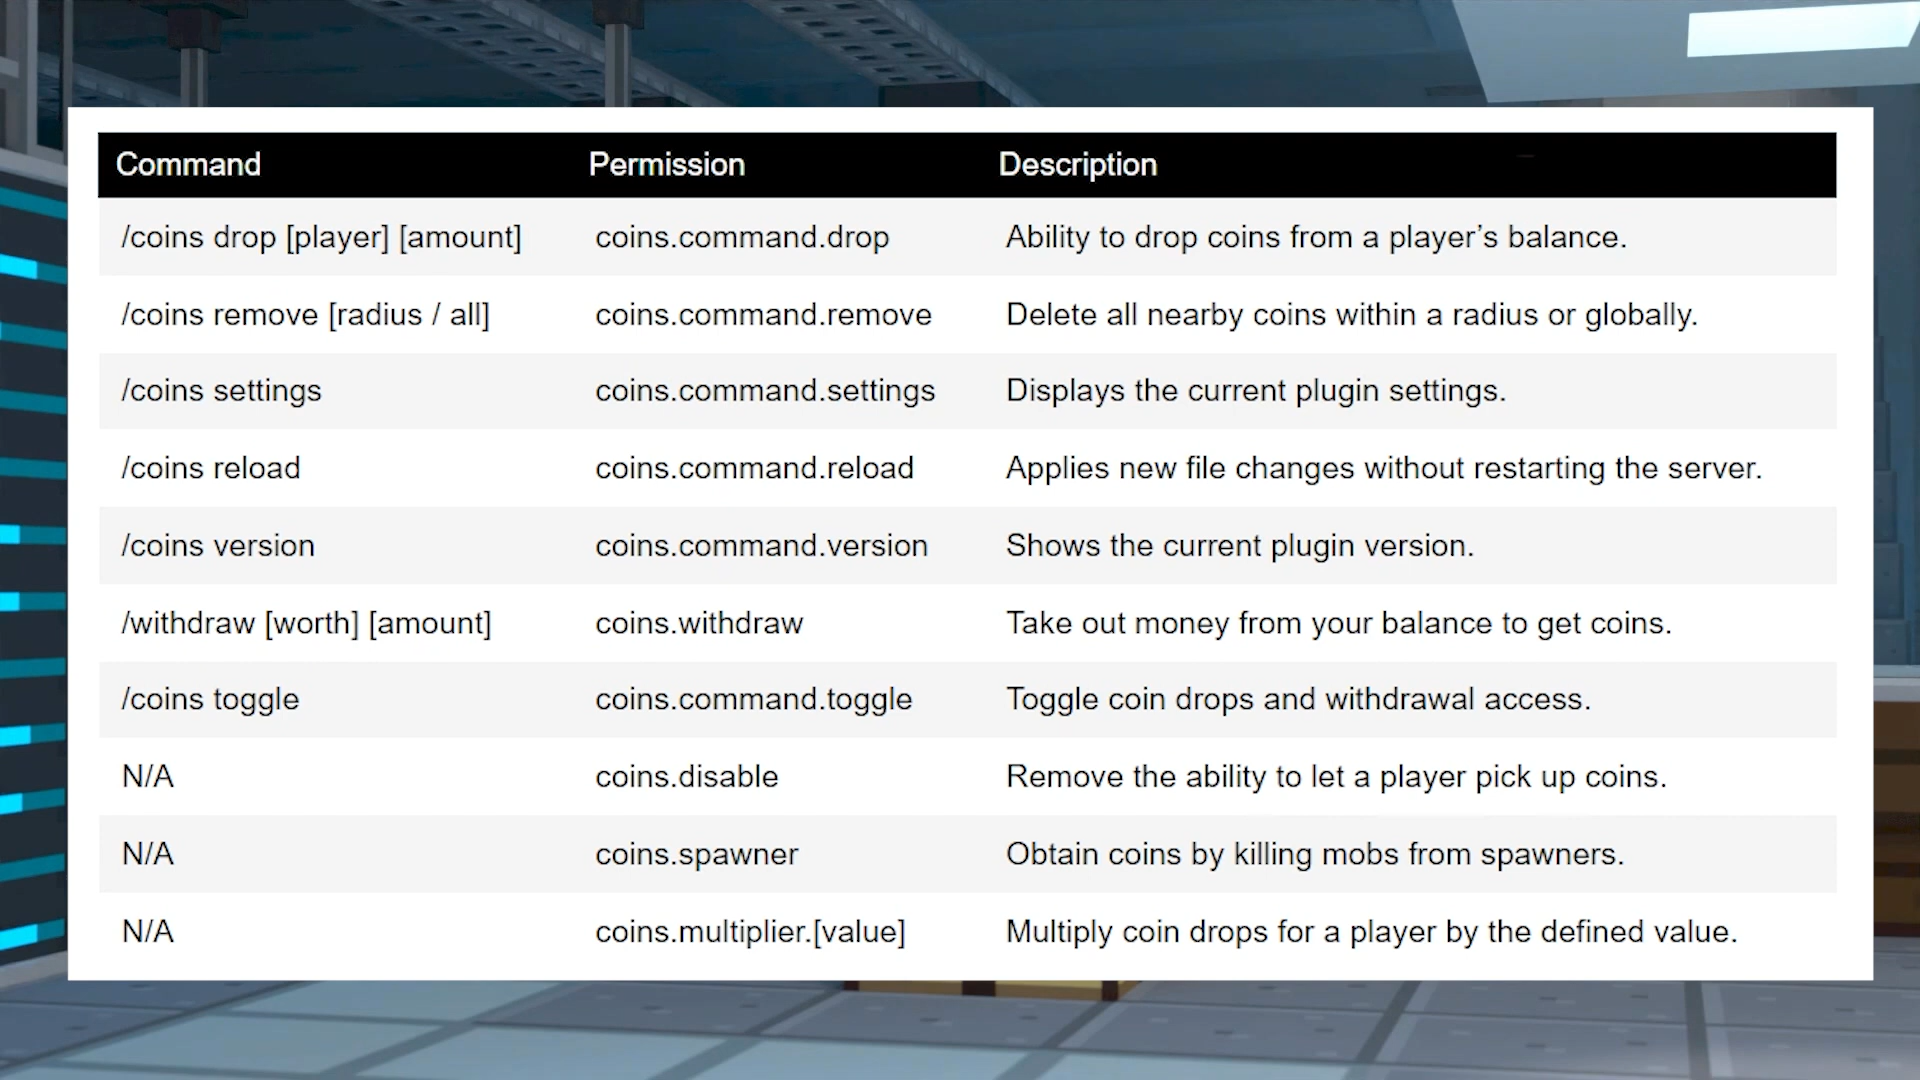 Command Permission Description
/coins drop [player] [amount] coins.command.drop Ability to drop coins from a player’s balance.
/coins remove [radius / all] coins.command.remove Delete all nearby coins within a radius or globally.
/coins settings coins.command.settings Displays the current plugin settings.
/coins reload coins.command.reload Applies new file changes without restarting the server.
/coins version coins.command.version Shows the current plugin version.
/withdraw [worth] [amount] coins.withdraw Take out money from your balance to get coins.
/coins toggle coins.command.toggle Toggle coin drops and withdrawal access.
N/A coins.disable Remove the ability to let a player pick up coins.
N/A coins.spawner Obtain coins by killing mobs from spawners.
N/A coins.multiplier.[value] Multiply coin drops for a player by the defined value.